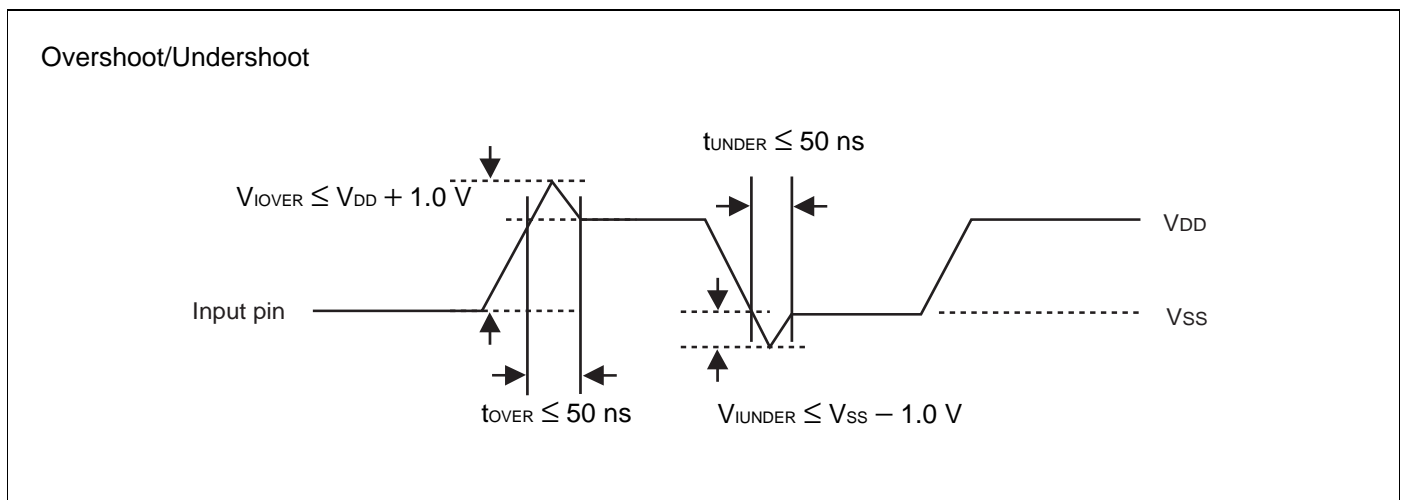 Overshoot/Undershoot
tUNDER ≤ 50 ns
VIOVER ≤ VDD + 1.0 V
VDD
Input pin
VSS
tOVER ≤ 50 ns
VIUNDER ≤ VSS − 1.0 V